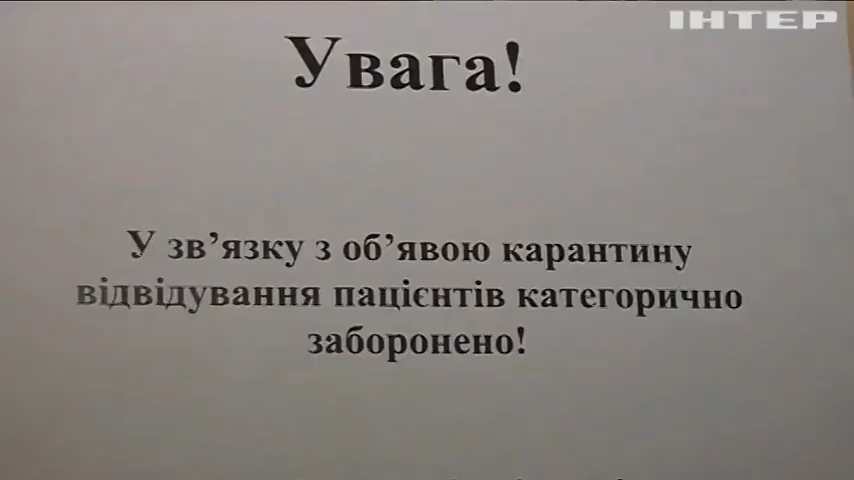 ІНТЕР
Увага!
У зв’язку з об’явою карантину
відвідування пацієнтів категорично
заборонено!